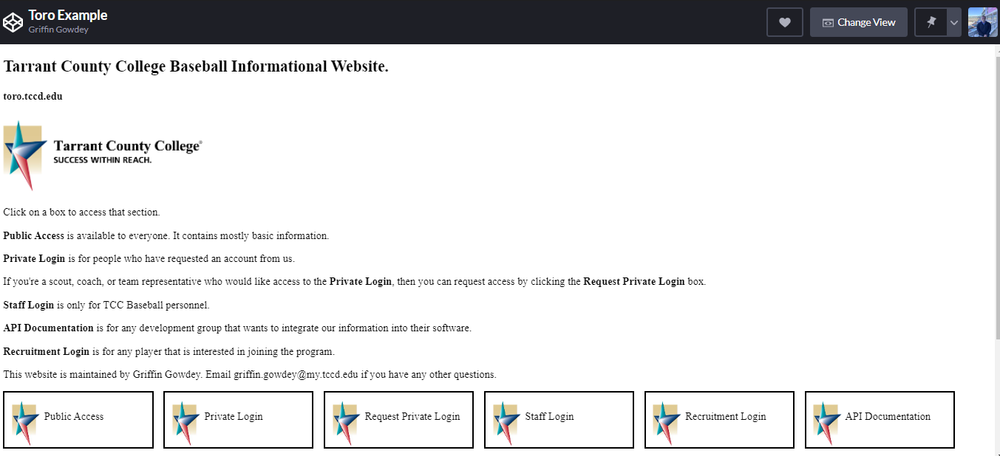 Toro Example
Griffin Gowdey
Change View
Tarrant County College Baseball Informational Website.
toro.tccd.edu
Tarrant County College®
SUCCESS WITHIN REACH.
Click on a box to access that section.
Public Access is available to everyone. It contains mostly basic information.
Private Login is for people who have requested an account from us.
If you're a scout, coach, or team representative who would like access to the Private Login, then you can request access by clicking the Request Private Login box.
Staff Login is only for TCC Baseball personnel.
API Documentation is for any development group that wants to integrate our information into their software.
Recruitment Login is for any player that is interested in joining the program.
This website is maintained by Griffin Gowdey. Email griffin.gowdey@my.tccd.edu if you have any other questions.
Public Access
Private Login
Request Private Login
Staff Login
Recruitment Login
API Documentation